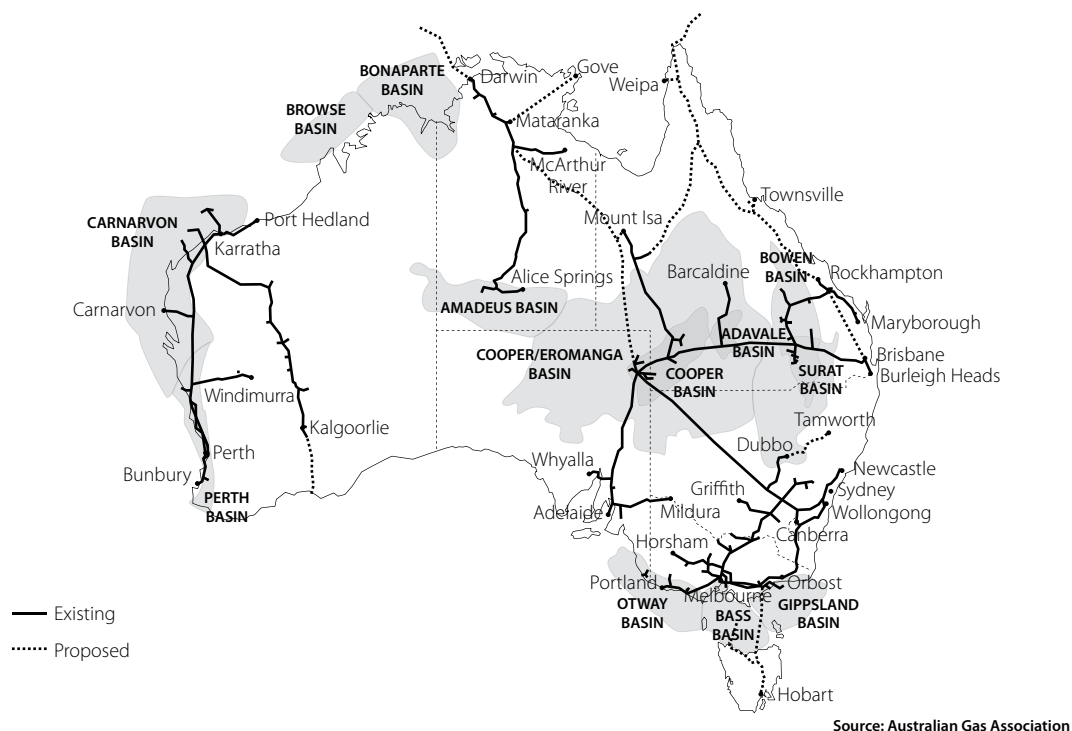 BONAPARTE
BASIN
Darwin
Gove
Weipa
BROWSE
BASIN
Mataranka
McArthur
River
Townsville
CARNARVON
BASIN
Port Hedland
Karratha
Mount Isa
BOWEN
BASIN
Rockhampton
Barcaldine
Alice Springs
AMADEUS BASIN
Carnarvon
Maryborough
ADAVALE
BASIN
COOPER/EROMANGA
BASIN
COOPER
BASIN
SURAT
BASIN
Brisbane
Burleigh Heads
Windimurra
Kalgoorlie
Tamworth
Dubbo
Perth
Bunbury
PERTH
BASIN
Whyalla
Newcastle
Sydney
Wollongong
Griffith
Mildura
Adelaide
Canberra
Horsham
Portland
Melbourne
Orbost
OTWAY
BASIN
BASS
BASIN
GIPPSLAND
BASIN
Existing
Proposed
Hobart
Source: Australian Gas Association